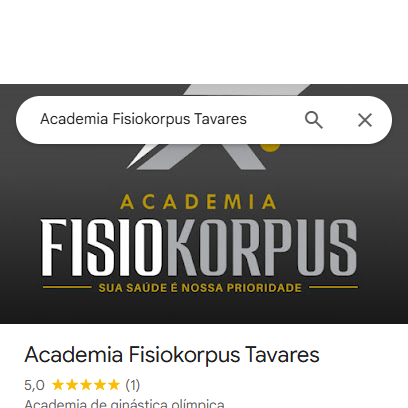 Academia Fisiokorpus Tavares
ACADEMIA
FISIOKORPUS
SUA SAÚDE É NOSSA PRIORIDADE
Academia Fisiokorpus Tavares
5,0 ★★★★★ (1)
Academia de ginástica olímpica